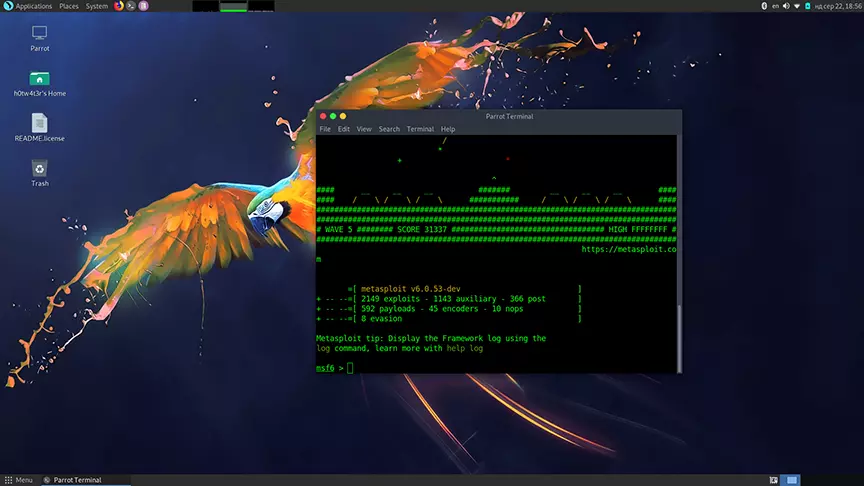 Applications Places System
en нд сер 22, 18:56
Parrot
h0tw4t3r's Home
README.license
Trash
Parrot Terminal
File Edit View Search Terminal Help
# WAVE 5 ######## SCORE 31337 ################################## HIGH FFFFFFFF #
https://metasploit.co
m
=[ metasploit v6.0.53-dev ]
+ -- --=[ 2149 exploits - 1143 auxiliary - 366 post ]
+ -- --=[ 592 payloads - 45 encoders - 10 nops ]
+ -- --=[ 8 evasion ]
Metasploit tip: Display the Framework log using the
log command, learn more with help log
msf6 >
Menu Parrot Terminal